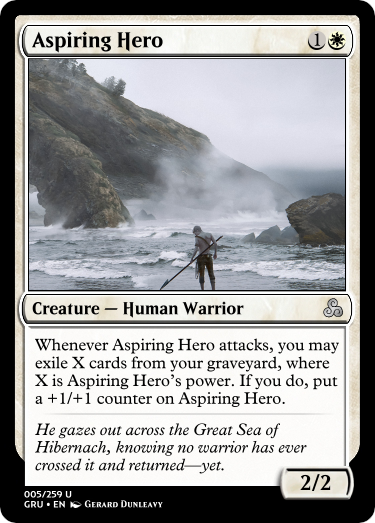 Aspiring Hero
1
Creature — Human Warrior
Whenever Aspiring Hero attacks, you may
exile X cards from your graveyard, where
X is Aspiring Hero's power. If you do, put
a +1/+1 counter on Aspiring Hero.
He gazes out across the Great Sea of
Hibernach, knowing no warrior has ever
crossed it and returned—yet.
2/2
005/259 U
GRU • EN Gerard Dunleavy